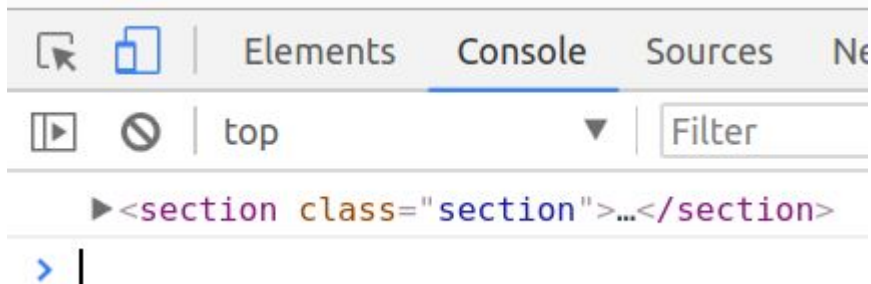 Elements Console Sources Ne
top Filter
<section class="section">…</section>